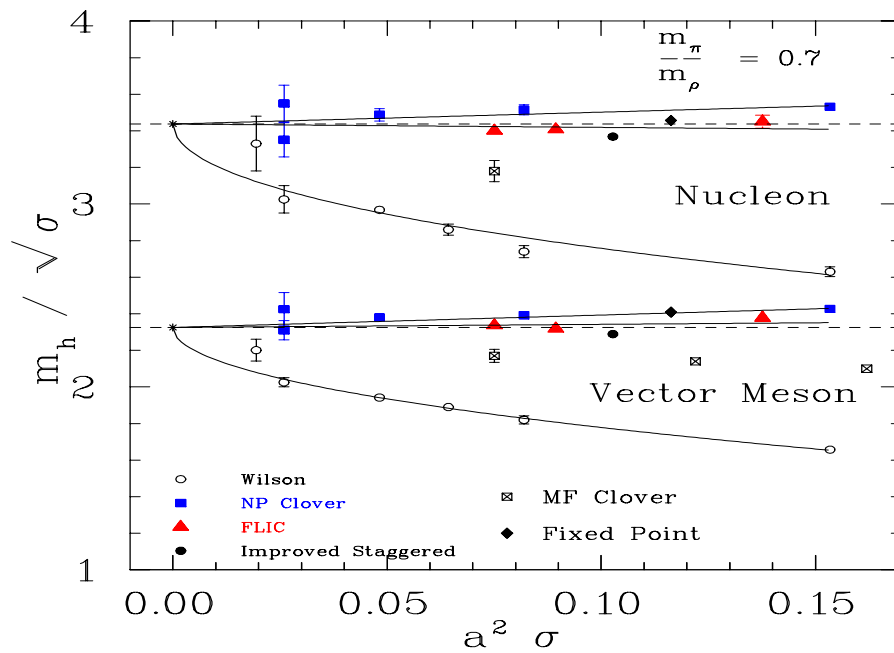 4
m_π
m_ρ = 0.7
3
Nucleon
m_h / √σ
2
Vector Meson
Wilson
NP Clover
FLIC
Improved Staggered
MF Clover
Fixed Point
1
0.00 0.05 0.10 0.15
a² σ